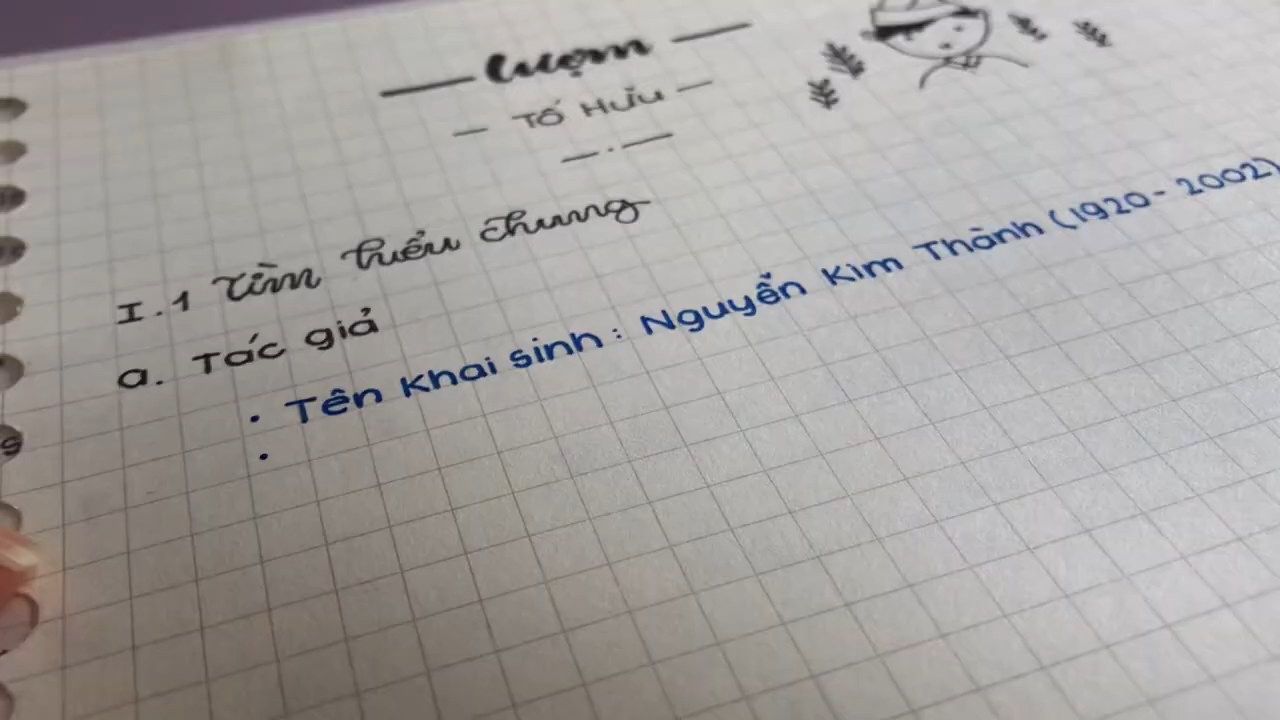 Lượm
— Tố Hữu —
I.1 Tìm hiểu chung
a. Tác giả
• Tên khai sinh: Nguyễn Kim Thành (1920 - 2002)
•